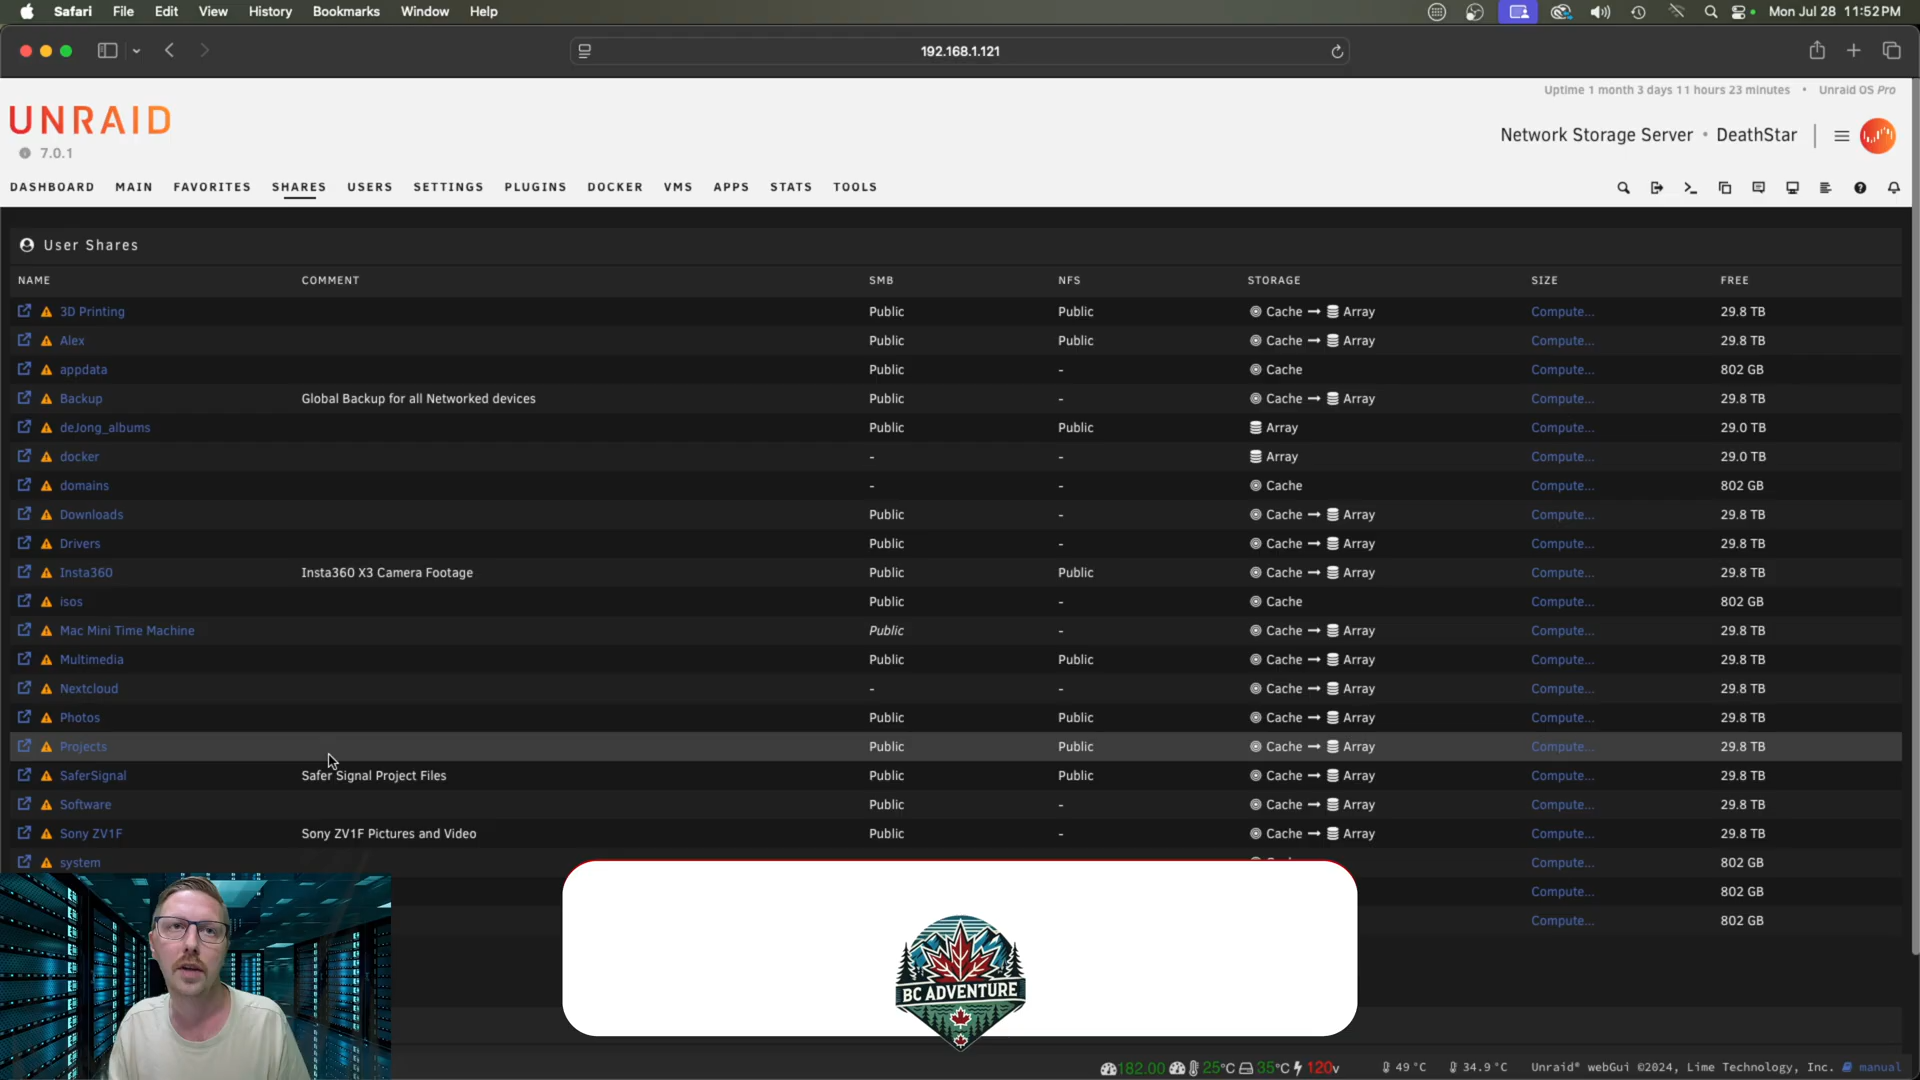 Safari File Edit View History Bookmarks Window Help Mon Jul 28 11:52 PM
192.168.1.121
Uptime 1 month 3 days 11 hours 23 minutes • Unraid OS Pro
UNRAID
7.0.1
Network Storage Server • DeathStar
DASHBOARD MAIN FAVORITES SHARES USERS SETTINGS PLUGINS DOCKER VMS APPS STATS TOOLS
User Shares
NAME COMMENT SMB NFS STORAGE SIZE FREE
3D Printing Public Public Cache → Array Compute... 29.8 TB
Alex Public Public Cache → Array Compute... 29.8 TB
appdata Public - Cache Compute... 802 GB
Backup Global Backup for all Networked devices Public - Cache → Array Compute... 29.8 TB
deJong_albums Public Public Array Compute... 29.0 TB
docker - - Array Compute... 29.0 TB
domains - - Cache Compute... 802 GB
Downloads Public - Cache → Array Compute... 29.8 TB
Drivers Public - Cache → Array Compute... 29.8 TB
Insta360 Insta360 X3 Camera Footage Public Public Cache → Array Compute... 29.8 TB
isos Public - Cache Compute... 802 GB
Mac Mini Time Machine Public - Cache → Array Compute... 29.8 TB
Multimedia Public Public Cache → Array Compute... 29.8 TB
Nextcloud - - Cache → Array Compute... 29.8 TB
Photos Public Public Cache → Array Compute... 29.8 TB
Projects Public Public Cache → Array Compute... 29.8 TB
SaferSignal Safer Signal Project Files Public Public Cache → Array Compute... 29.8 TB
Software Public - Cache → Array Compute... 29.8 TB
Sony ZV1F Sony ZV1F Pictures and Video Public - Cache → Array Compute... 29.8 TB
system Compute... 802 GB
Compute... 802 GB
Compute... 802 GB
BC ADVENTURE
182.00 25°C 35°C 120v 49 °C 34.9 °C Unraid® webGui ©2024, Lime Technology, Inc. manual